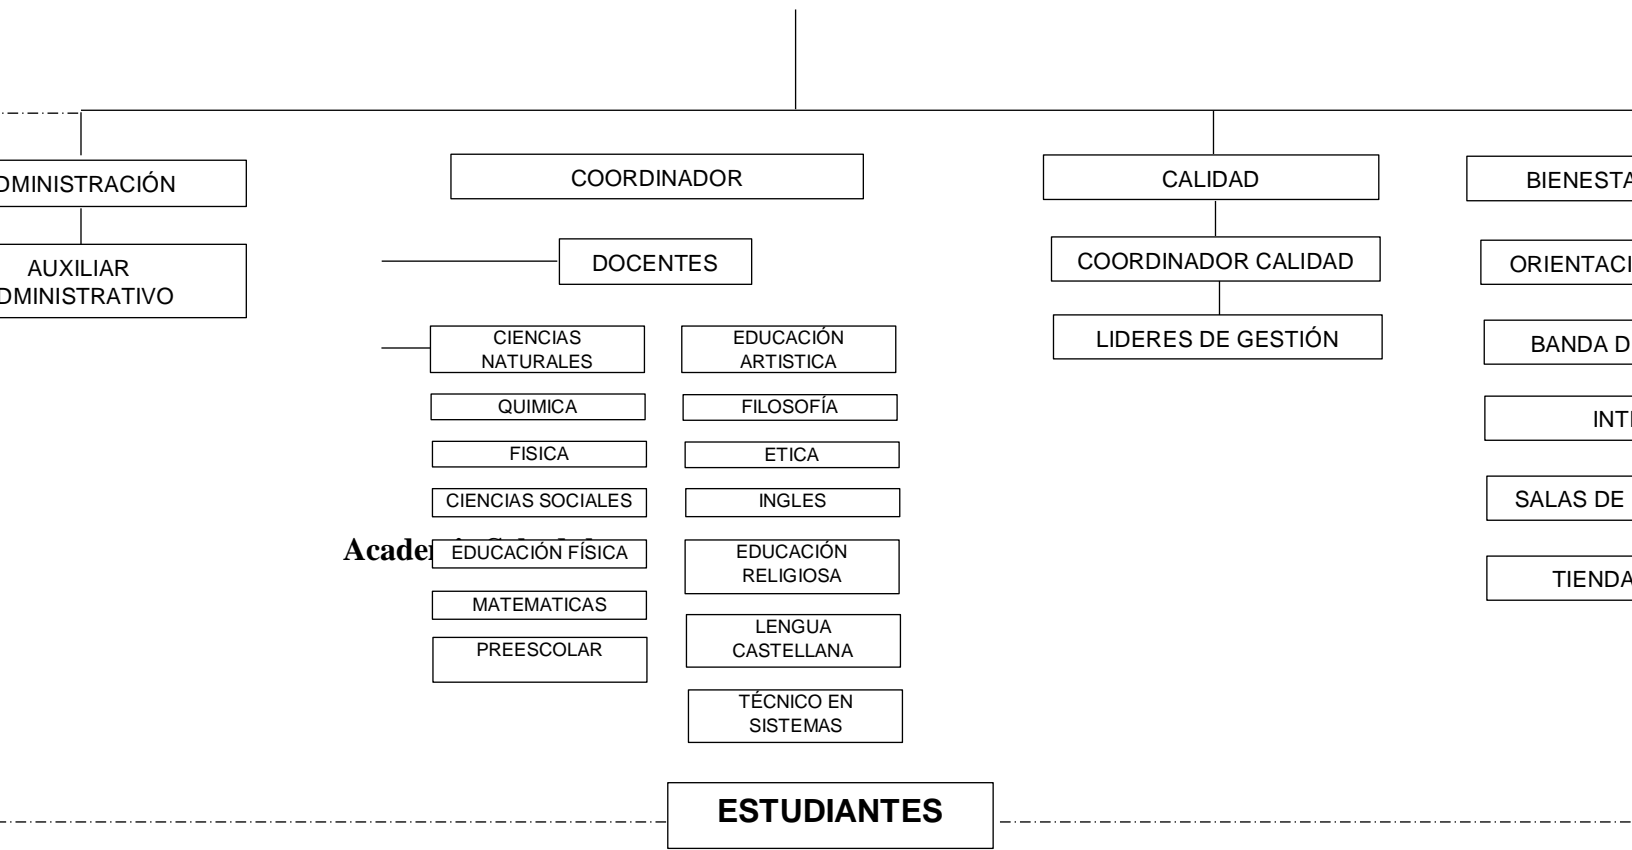 DMINISTRACIÓN
AUXILIAR
DMINISTRATIVO
COORDINADOR
DOCENTES
CIENCIAS
NATURALES
QUIMICA
FISICA
CIENCIAS SOCIALES
EDUCACIÓN FÍSICA
MATEMATICAS
PREESCOLAR
EDUCACIÓN
ARTISTICA
FILOSOFÍA
ETICA
INGLES
EDUCACIÓN
RELIGIOSA
LENGUA
CASTELLANA
TÉCNICO EN
SISTEMAS
CALIDAD
COORDINADOR CALIDAD
LIDERES DE GESTIÓN
BIENESTA
ORIENTACI
BANDA D
INT
SALAS DE
TIENDA
ESTUDIANTES